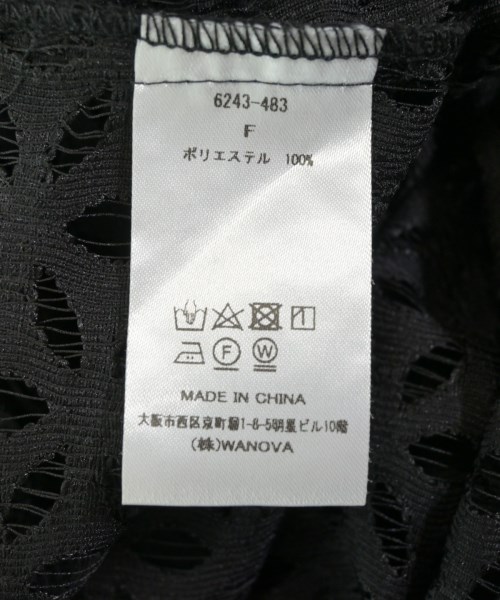 6243-483
F
ポリエステル 100%
F W
MADE IN CHINA
大阪市西区京町堀1-8-5明星ビル10階
(株)WANOVA